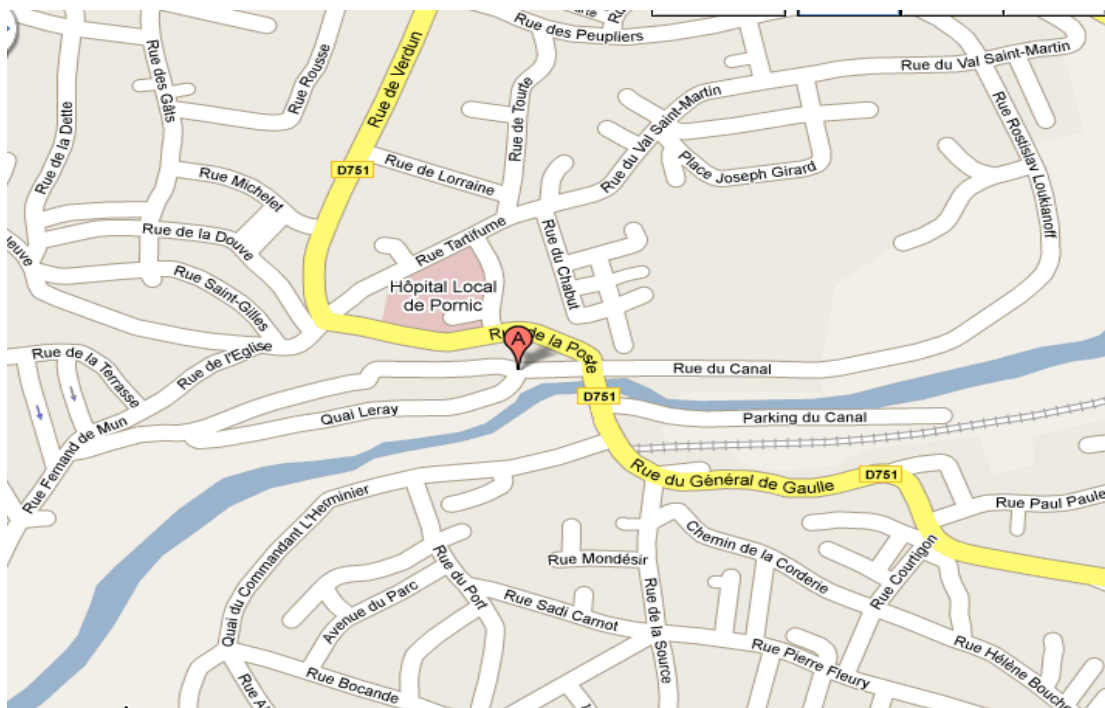 Rue des Peupliers
Rue du Val Saint-Martin
Rue de Verdun
Rue Rousse
Rue des Gâts
Rue de la Dette
Rue de Tourte
Rue du Val Saint-Martin
Rue Rostislav Loukianoff
D751
Rue de Lorraine
Place Joseph Girard
Rue Michelet
Rue de la Douve
Rue Tartifume
Rue du Chabut
Rue Saint-Gilles
Hôpital Local
de Pornic
Rue de la Poste
A
Rue de la Terrasse
Rue de l'Eglise
Rue du Canal
D751
Quai Leray
Parking du Canal
Rue Fernand de Mun
Rue du Général de Gaulle
D751
Quai du Commandant L'Herminier
Rue Courtigon
Chemin de la Corderie
Rue Mondésir
Rue du Port
Avenue du Parc
Rue Sadi Carnot
Rue de la Source
Rue Pierre Fleury
Rue Bocande